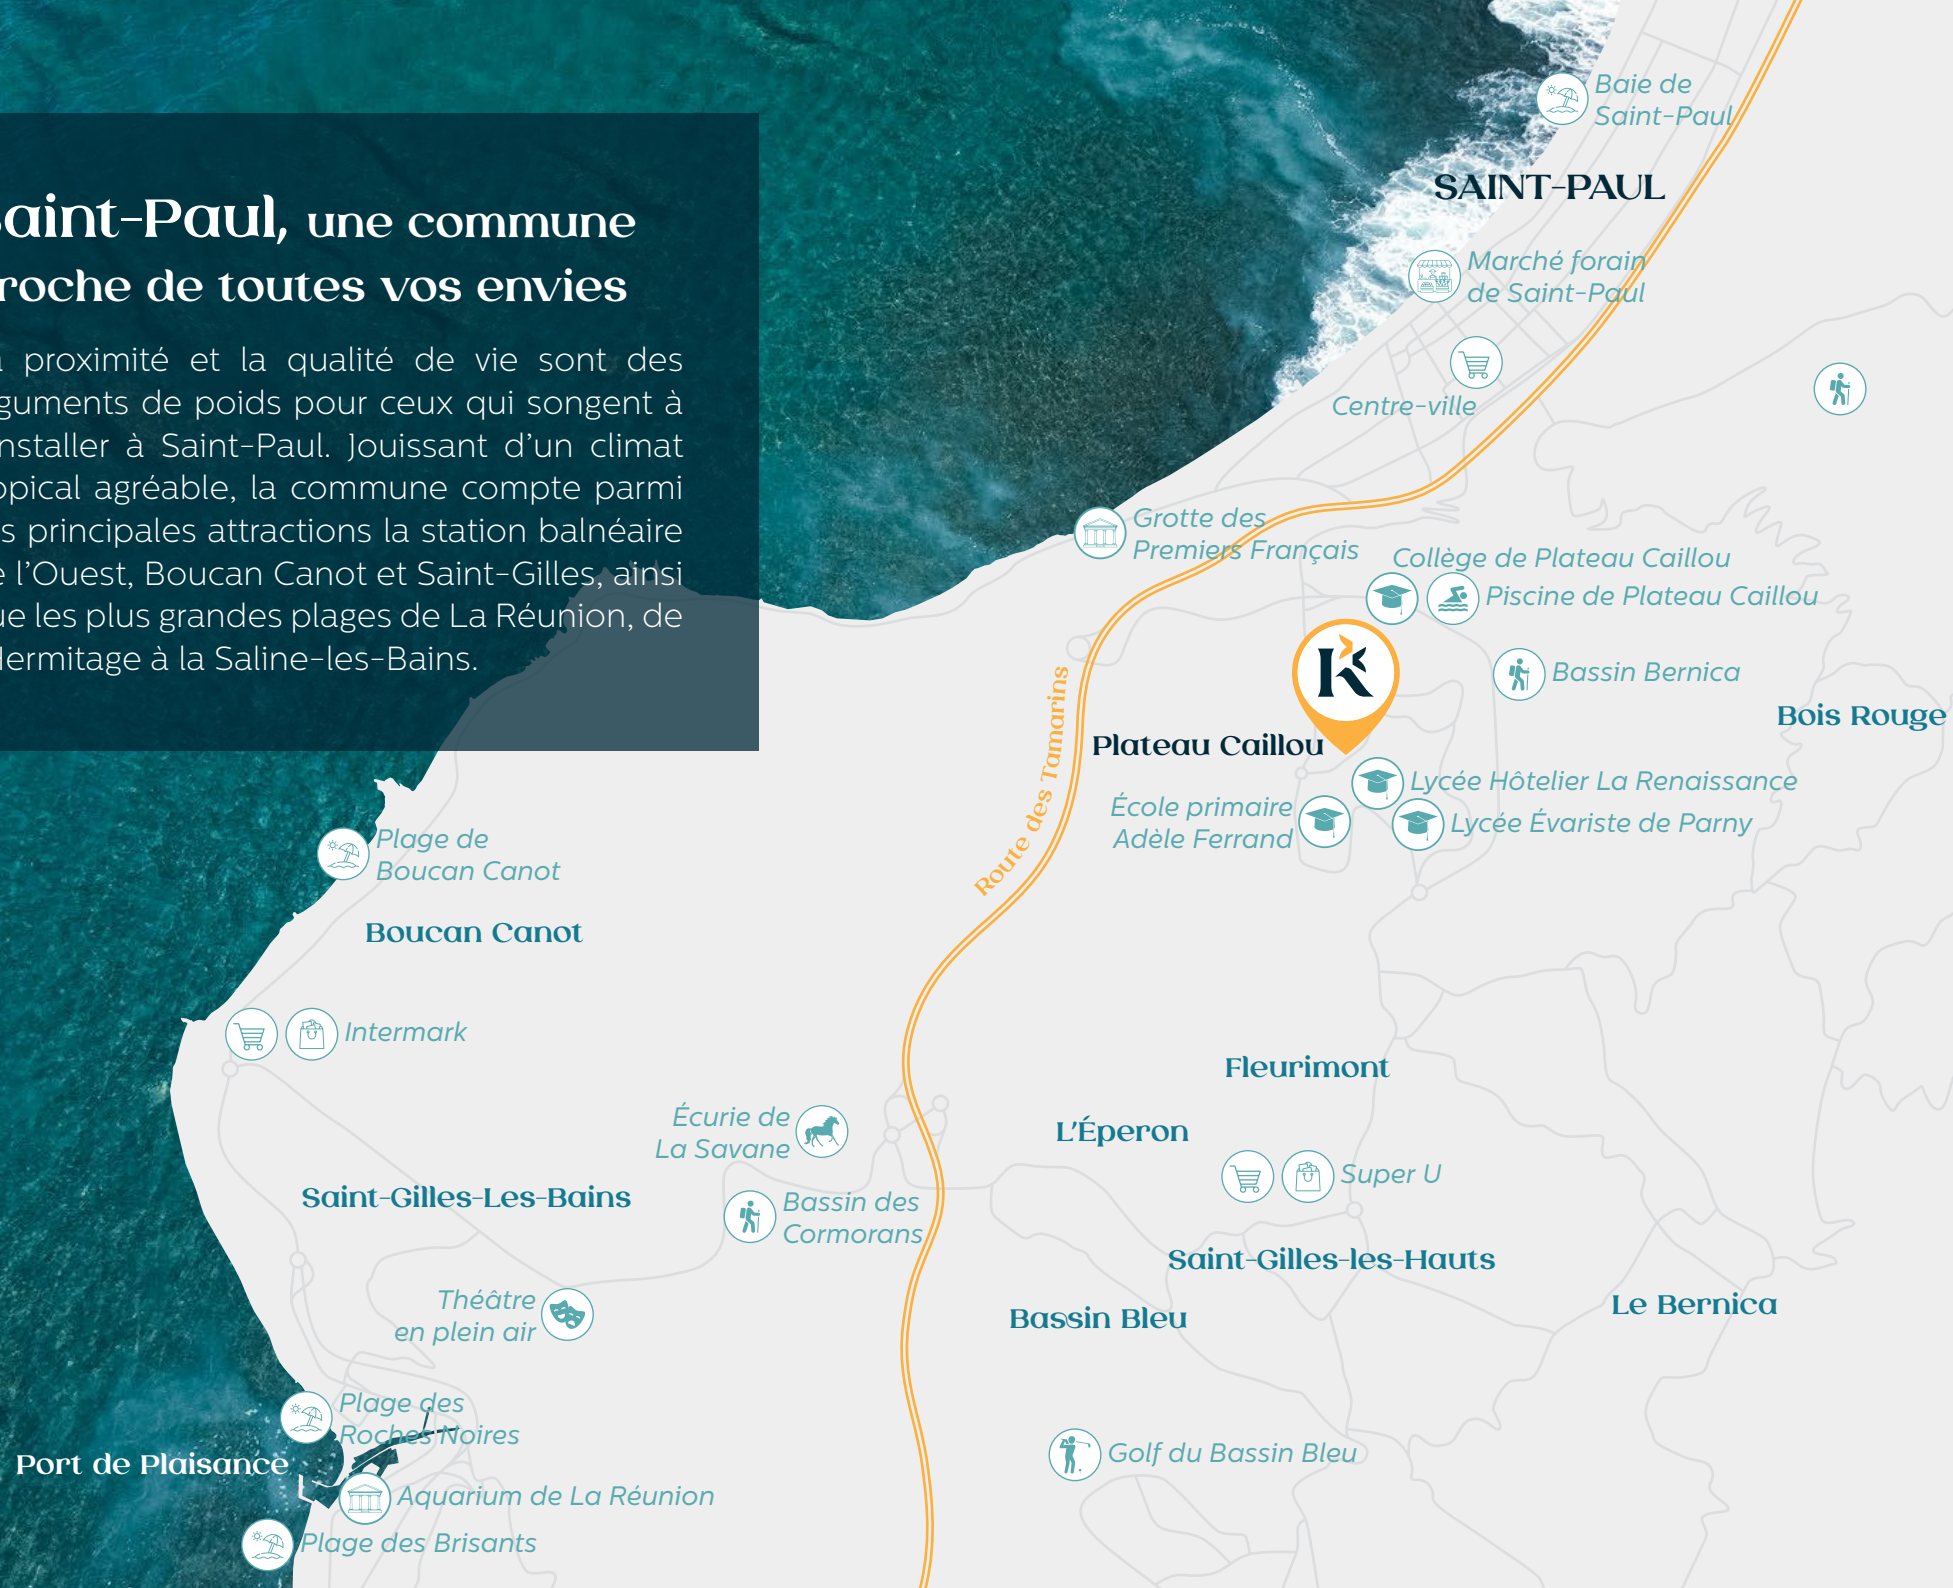 aint-Paul, une commune
roche de toutes vos envies
proximité et la qualité de vie sont des
guments de poids pour ceux qui songent à
nstaller à Saint-Paul. Jouissant d'un climat
opical agréable, la commune compte parmi
s principales attractions la station balnéaire
l'Ouest, Boucan Canot et Saint-Gilles, ainsi
ue les plus grandes plages de La Réunion, de
Hermitage à la Saline-les-Bains.
Baie de
Saint-Paul
SAINT-PAUL
Marché forain
de Saint-Paul
Centre-ville
Grotte des
Premiers Français
Collège de Plateau Caillou
Piscine de Plateau Caillou
K
Bassin Bernica
Bois Rouge
Plateau Caillou
Route des Tamarins
Lycée Hôtelier La Renaissance
École primaire
Adèle Ferrand
Lycée Évariste de Parny
Plage de
Boucan Canot
Boucan Canot
Intermark
Fleurimont
Écurie de
La Savane
L'Éperon
Super U
Saint-Gilles-Les-Bains
Bassin des
Cormorans
Saint-Gilles-les-Hauts
Théâtre
en plein air
Bassin Bleu
Le Bernica
Plage des
Roches Noires
Port de Plaisance
Golf du Bassin Bleu
Aquarium de La Réunion
Plage des Brisants